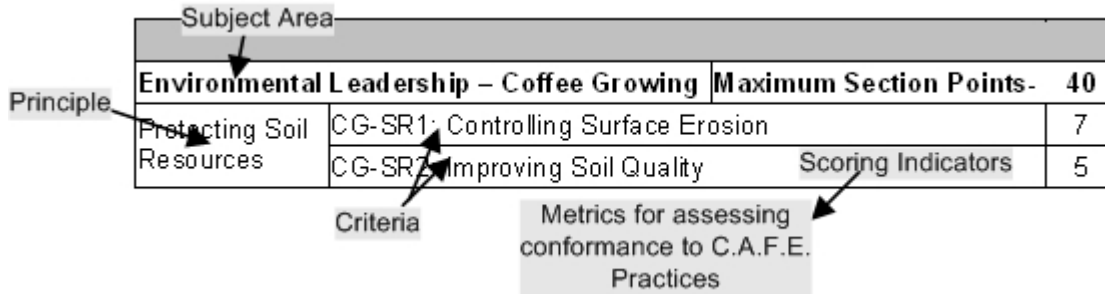 Subject Area
Environmental Leadership – Coffee Growing Maximum Section Points- 40
Principle
Protecting Soil Resources
CG-SR1: Controlling Surface Erosion 7
CG-SR2: Improving Soil Quality 5
Scoring Indicators
Criteria
Metrics for assessing
conformance to C.A.F.E.
Practices